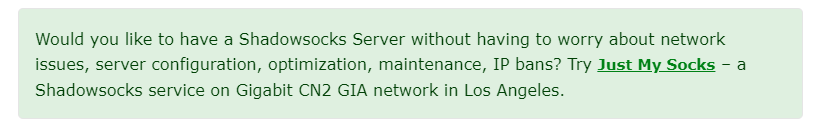 Would you like to have a Shadowsocks Server without having to worry about network
issues, server configuration, optimization, maintenance, IP bans? Try Just My Socks – a
Shadowsocks service on Gigabit CN2 GIA network in Los Angeles.